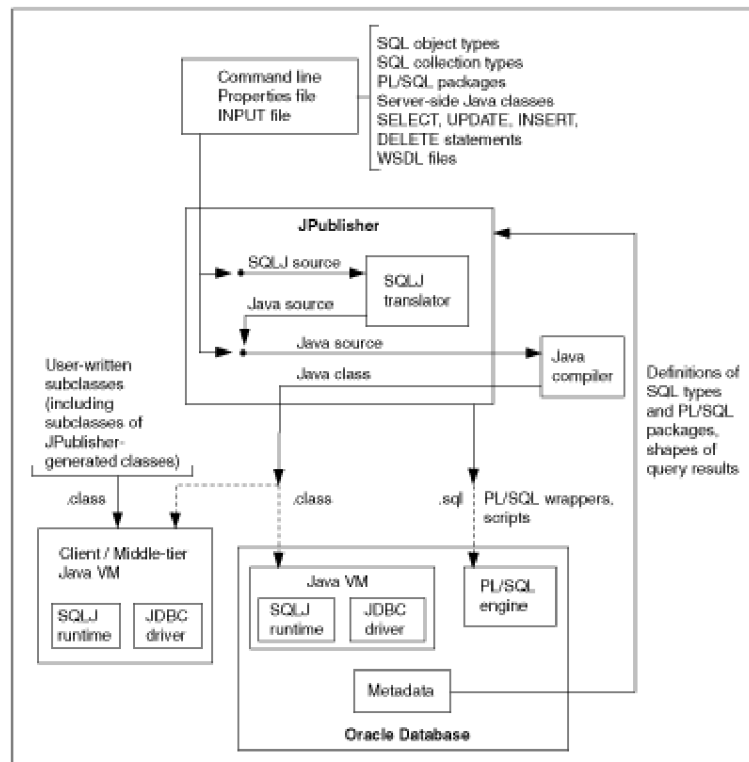 Command line
Properties file
INPUT file
SQL object types
SQL collection types
PL/SQL packages
Server-side Java classes
SELECT, UPDATE, INSERT,
DELETE statements
WSDL files
JPublisher
SQLJ source
SQLJ
translator
Java source
Java source
Java
compiler
Java class
User-written
subclasses
(including
subclasses of
JPublisher-
generated classes)
Definitions of
SQL types
and PL/SQL
packages,
shapes of
query results
.class
.class
.sql
PL/SQL wrappers,
scripts
Client / Middle-tier
Java VM
SQLJ
runtime
JDBC
driver
Java VM
SQLJ
runtime
JDBC
driver
PL/SQL
engine
Metadata
Oracle Database